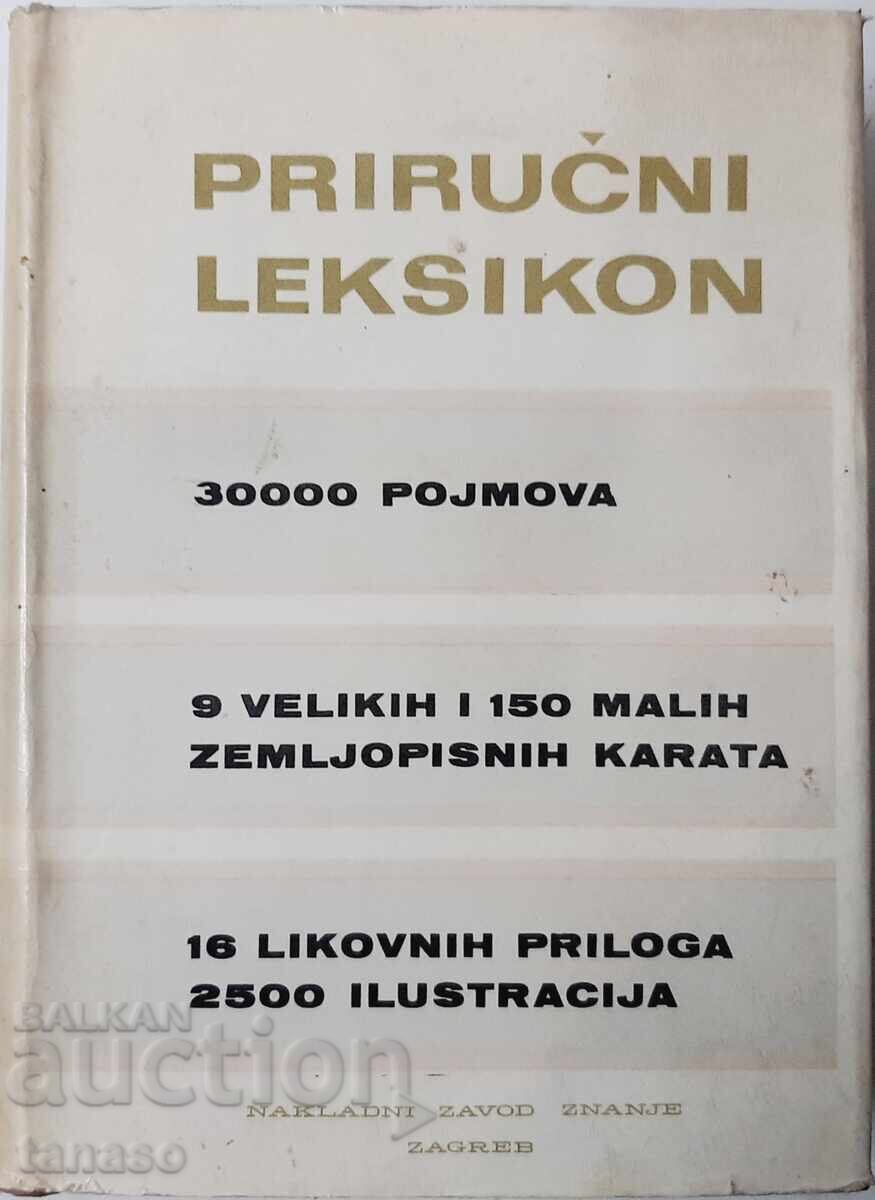 PRIRUČNI
LEKSIKON
30000 POJMOVA
9 VELIKIH I 150 MALIH
ZEMLJOPISNIH KARATA
16 LIKOVNIH PRILOGA
2500 ILUSTRACIJA
NAKLADNI ZAVOD ZNANJE
ZAGREB
BALKAN
auction
tanaso